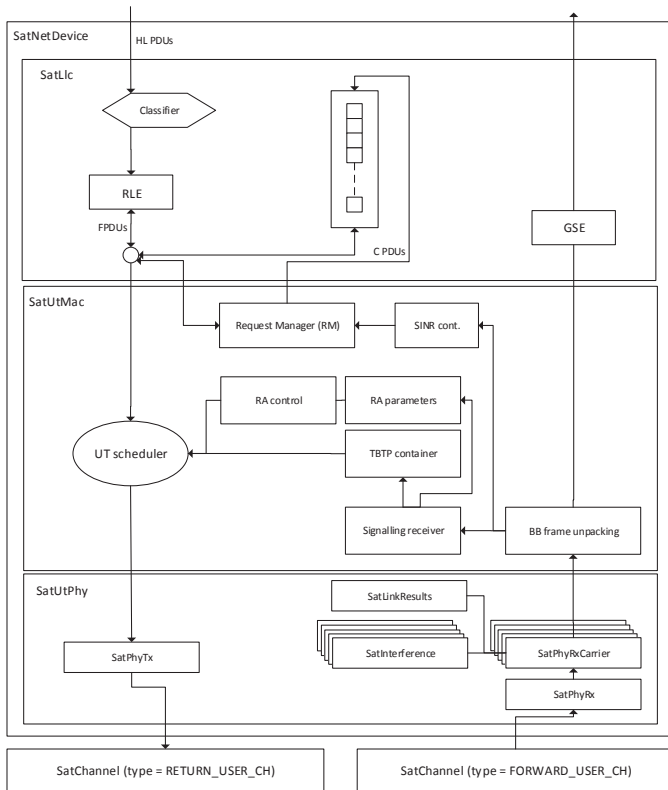 SatNetDevice
HL PDUs
SatLlc
Classifier
RLE
FPDUs
C PDUs
GSE
SatUtMac
Request Manager (RM)
SINR cont.
RA control
RA parameters
UT scheduler
TBTP container
Signalling receiver
BB frame unpacking
SatUtPhy
SatLinkResults
SatPhyTx
SatInterference
SatPhyRxCarrier
SatPhyRx
SatChannel (type = RETURN_USER_CH)
SatChannel (type = FORWARD_USER_CH)